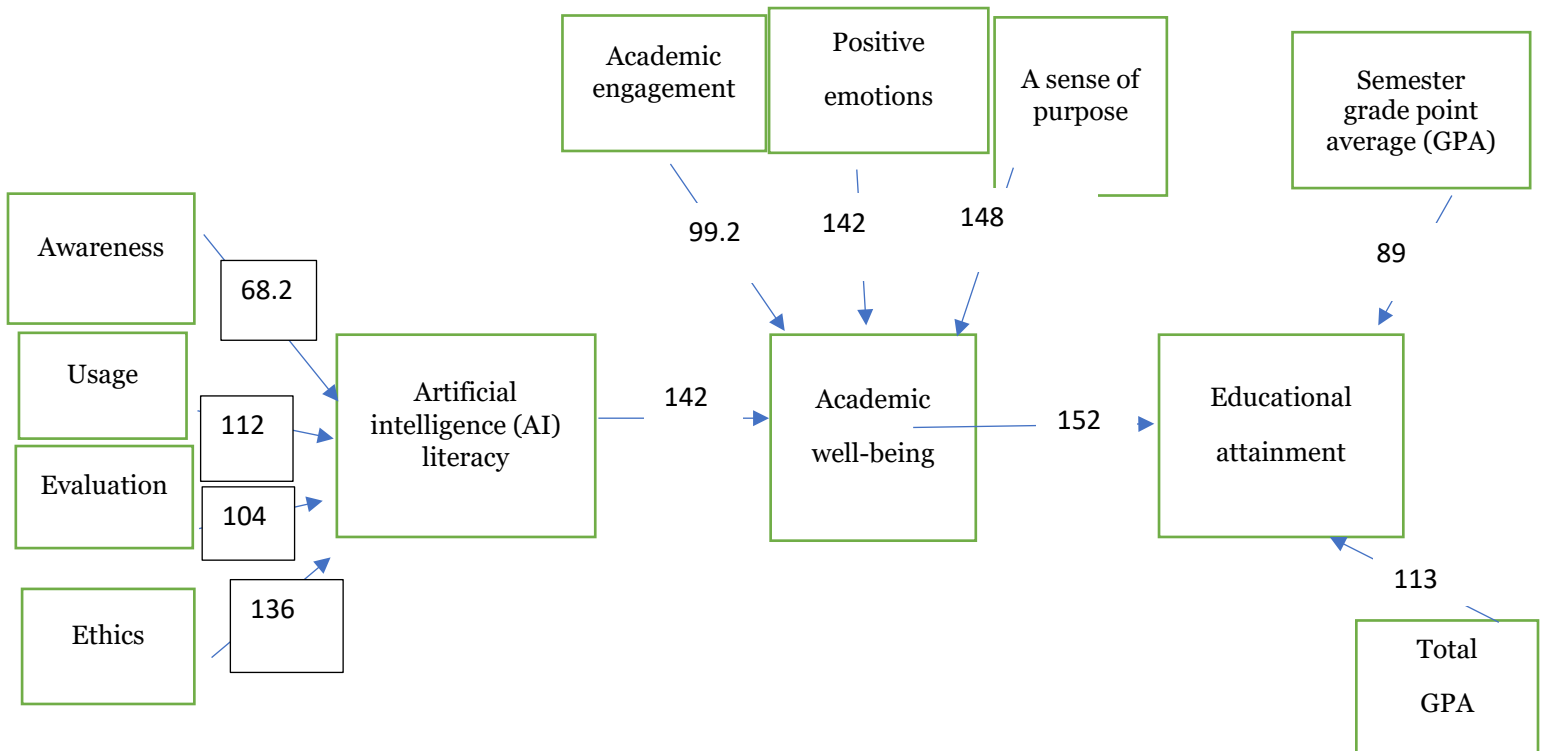 Academic
engagement
Positive
emotions
A sense of
purpose
Semester
grade point
average (GPA)
99.2
142
148
89
Awareness
68.2
Usage
112
Evaluation
104
Ethics
136
Artificial
intelligence (AI)
literacy
142
Academic
well-being
152
Educational
attainment
113
Total
GPA